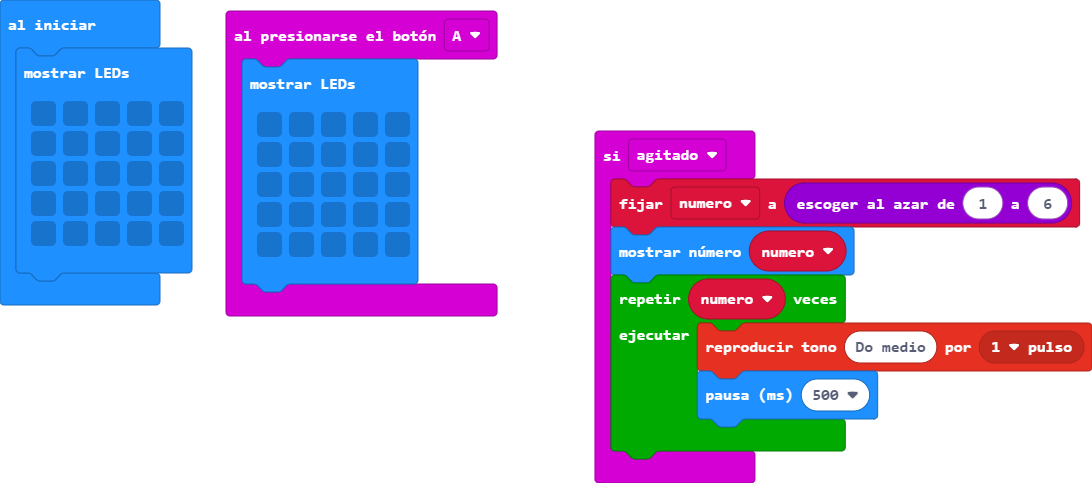 al iniciar
mostrar LEDs
al presionarse el botón A
mostrar LEDs
si agitado
fijar numero a escoger al azar de 1 a 6
mostrar número numero
repetir numero veces
ejecutar
reproducir tono Do medio por 1 pulso
pausa (ms) 500